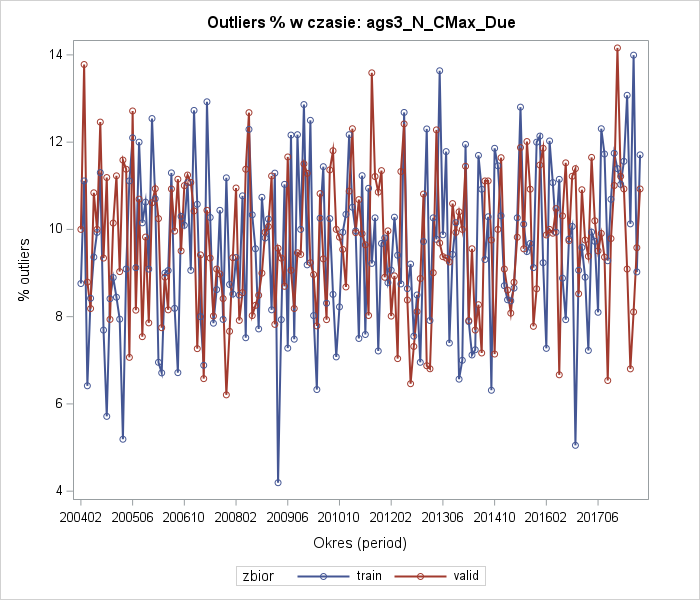 Outliers % w czasie: ags3_N_CMax_Due
14
12
10
8
6
4
% outliers
200402 200506 200610 200802 200906 201010 201202 201306 201410 201602 201706
Okres (period)
zbior train valid